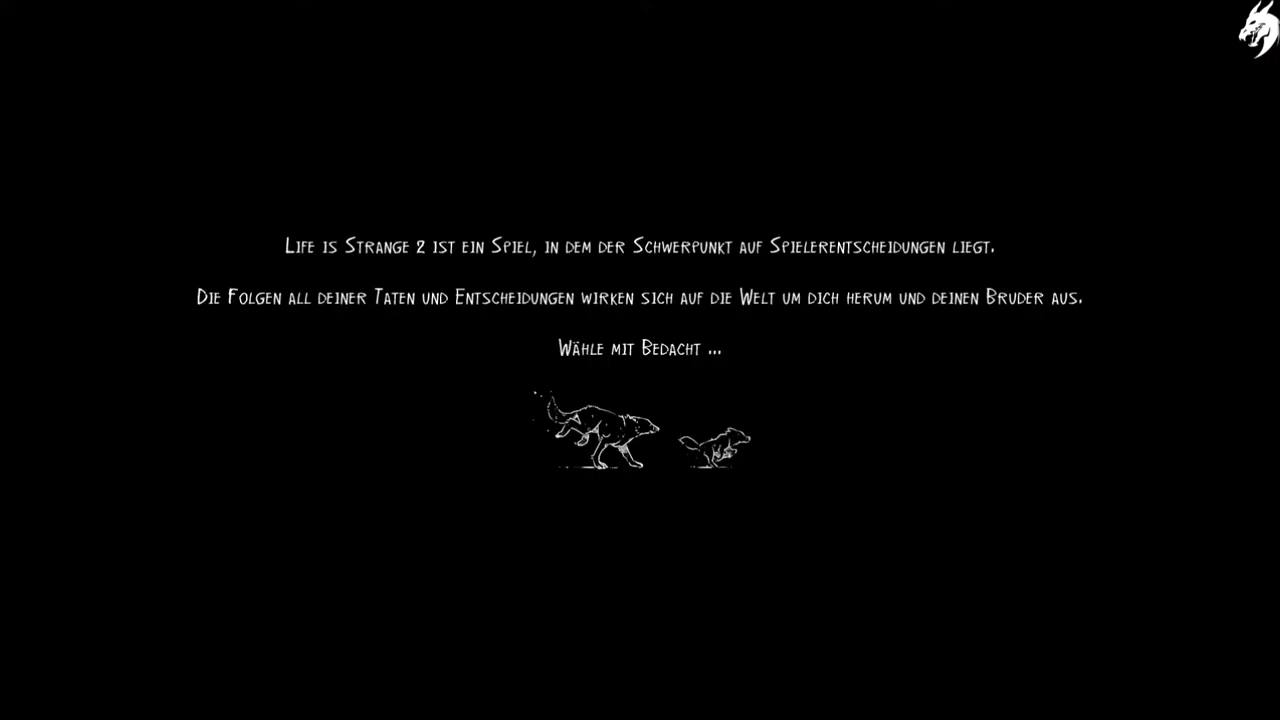 Life is Strange 2 ist ein Spiel, in dem der Schwerpunkt auf Spielerentscheidungen liegt.
Die Folgen all deiner Taten und Entscheidungen wirken sich auf die Welt um dich herum und deinen Bruder aus.
Wähle mit Bedacht ...